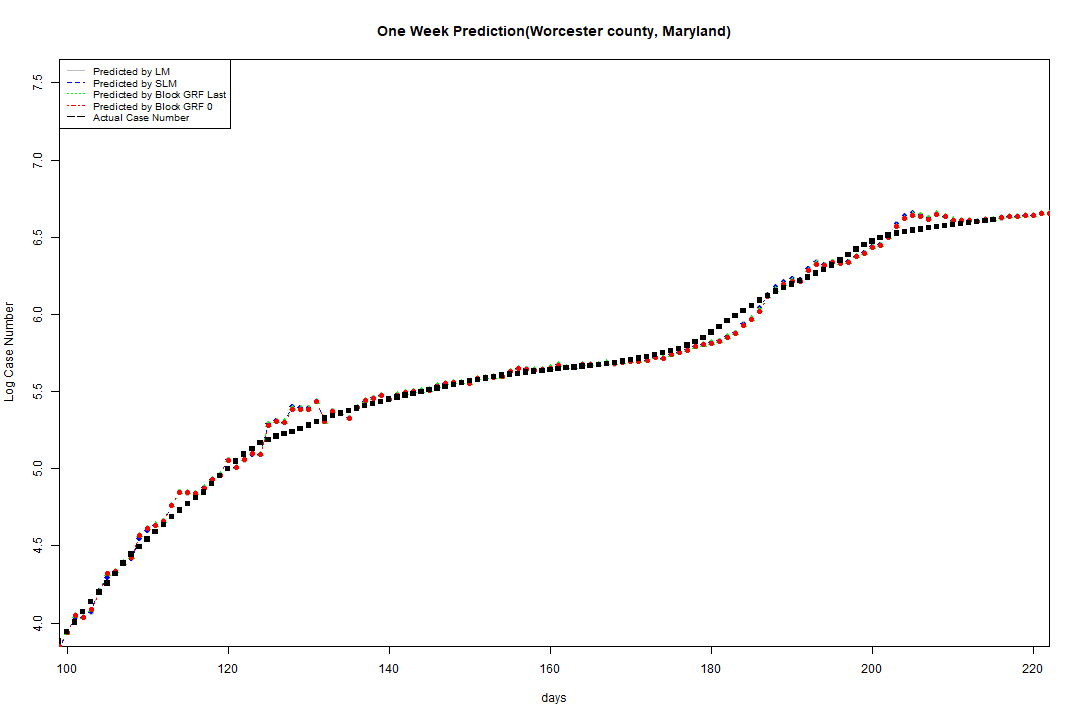 One Week Prediction(Worcester county, Maryland)
Predicted by LM
Predicted by SLM
Predicted by Block GRF Last
Predicted by Block GRF 0
Actual Case Number
7.5
7.0
6.5
6.0
5.5
5.0
4.5
4.0
Log Case Number
100 120 140 160 180 200 220
days